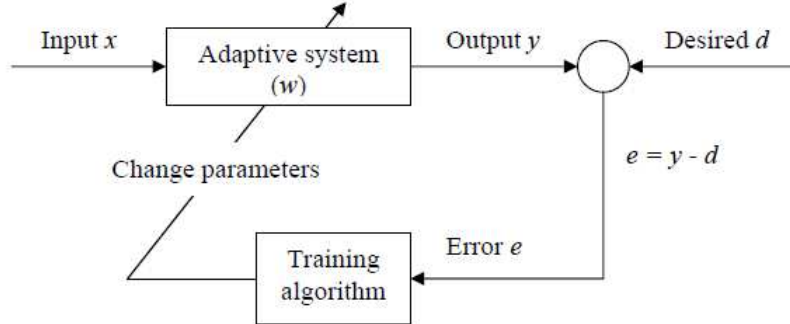 Input x
Adaptive system
(w)
Output y
Desired d
e = y - d
Change parameters
Training
algorithm
Error e